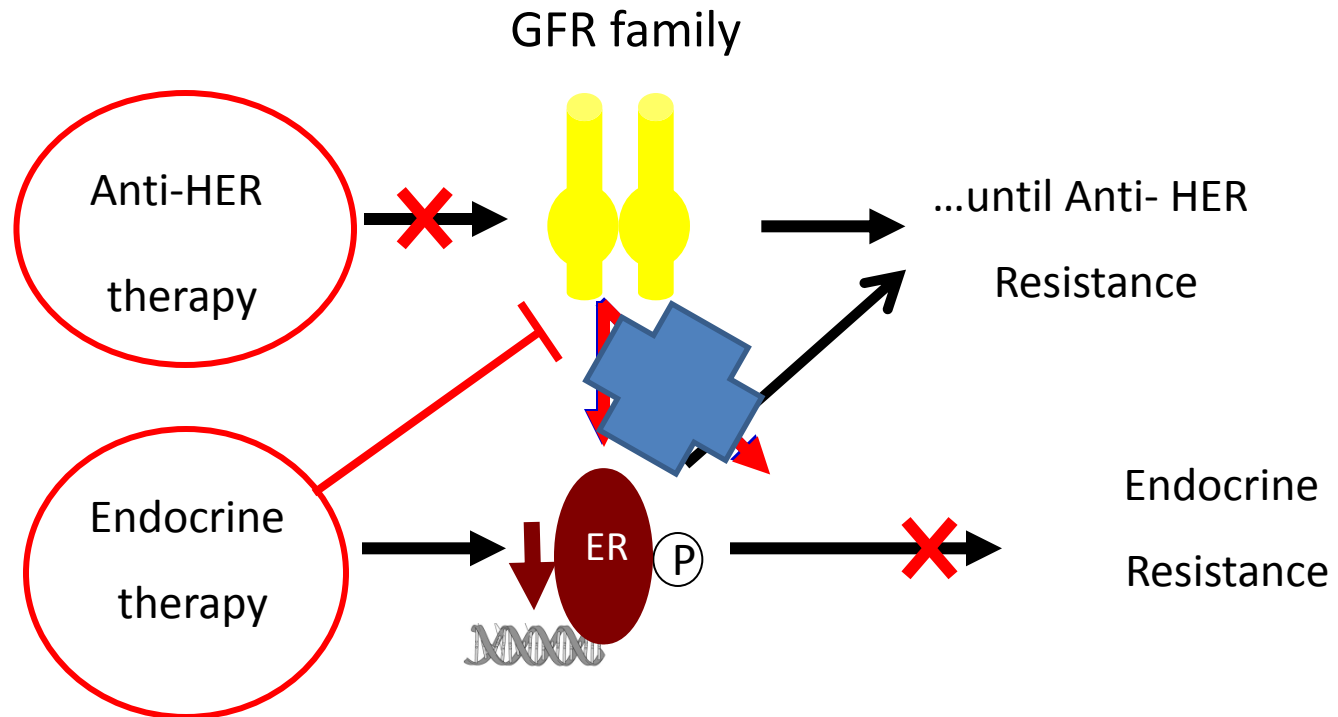 GFR family
Anti-HER
therapy
…until Anti- HER
Resistance
Endocrine
therapy
ER
P
Endocrine
Resistance